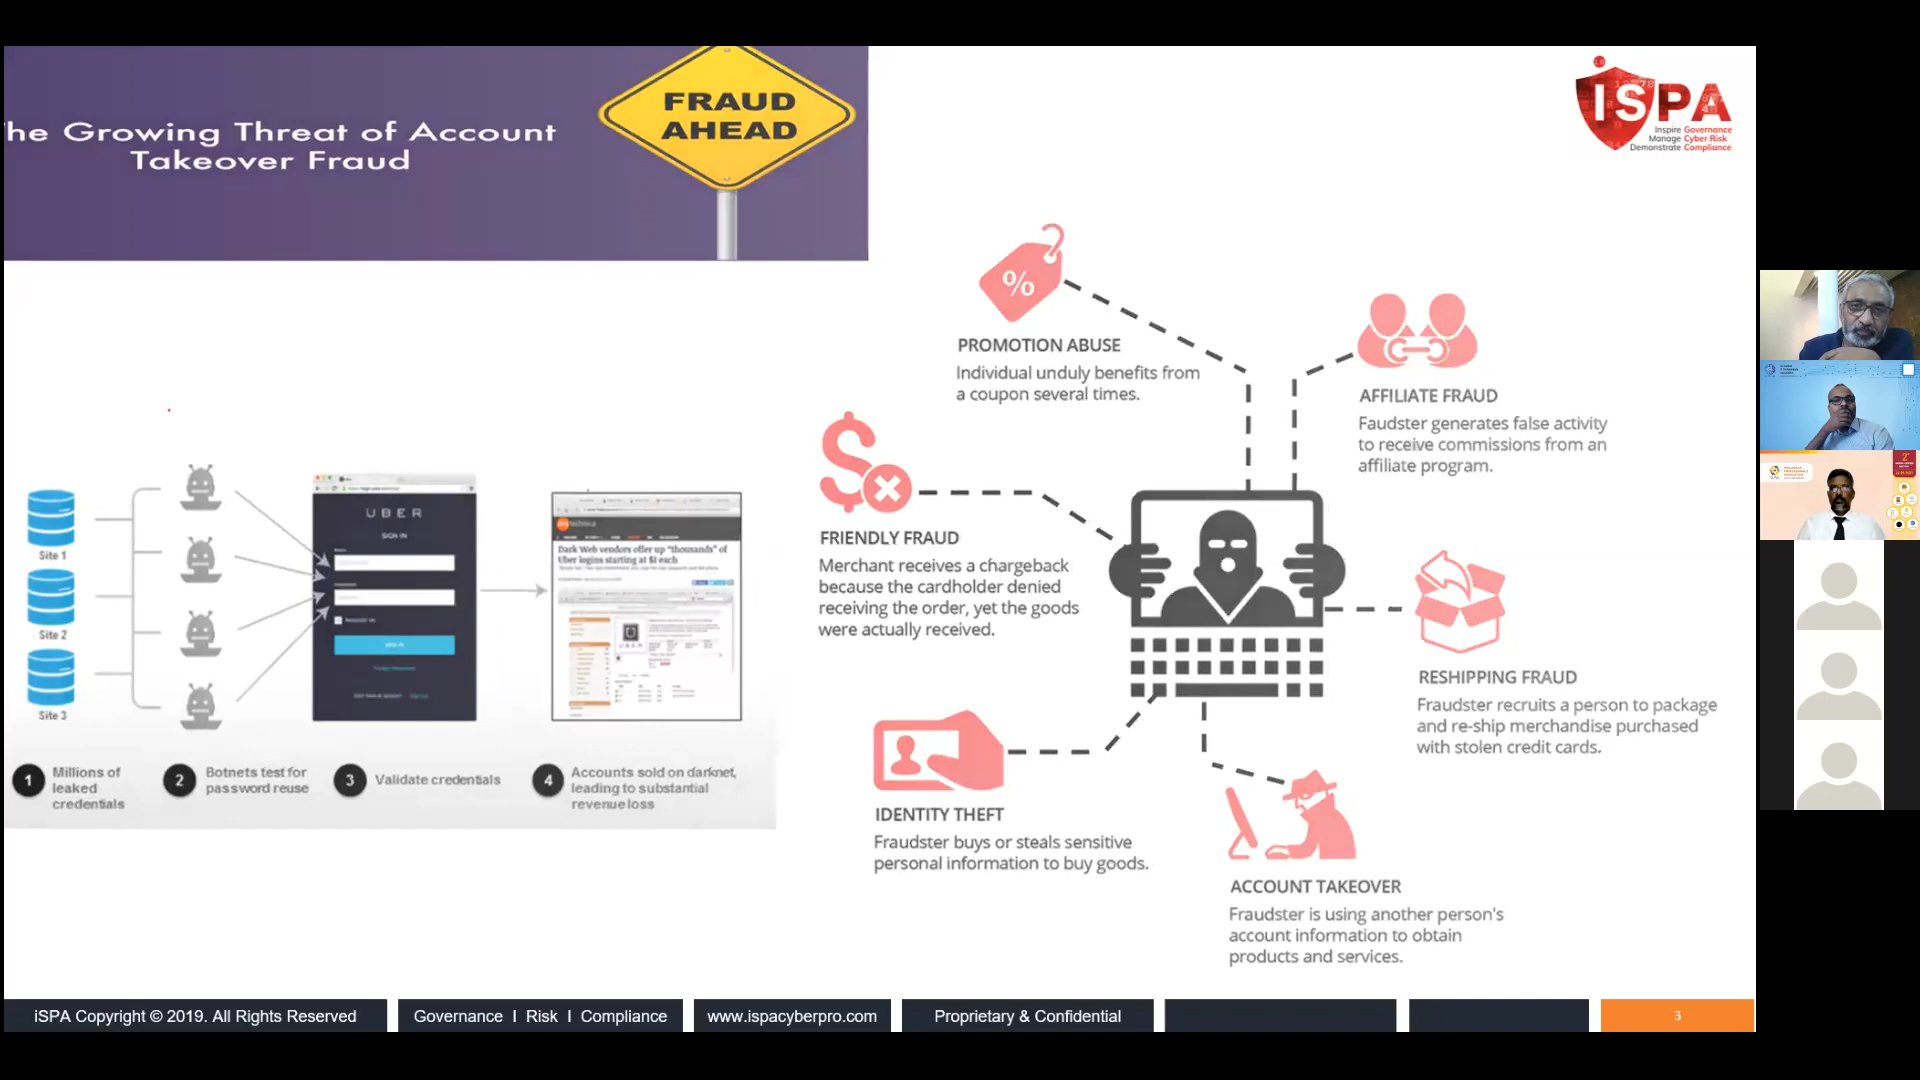 he Growing Threat of Account
Takeover Fraud
FRAUD
AHEAD
iSPA
Inspire Governance
Manage Cyber Risk
Demonstrate Compliance
%
PROMOTION ABUSE
Individual unduly benefits from
a coupon several times.
AFFILIATE FRAUD
Faudster generates false activity
to receive commissions from an
affiliate program.
$
FRIENDLY FRAUD
Merchant receives a chargeback
because the cardholder denied
receiving the order, yet the goods
were actually received.
RESHIPPING FRAUD
Fraudster recruits a person to package
and re-ship merchandise purchased
with stolen credit cards.
IDENTITY THEFT
Fraudster buys or steals sensitive
personal information to buy goods.
ACCOUNT TAKEOVER
Fraudster is using another person's
account information to obtain
products and services.
Site 1
Site 2
Site 3
UBER
SIGN IN
SIGN IN
Dark Web vendors offer up "thousands" of
Uber logins starting at $1 each
UBER
1 Millions of
leaked
credentials
2 Botnets test for
password reuse
3 Validate credentials
4 Accounts sold on darknet,
leading to substantial
revenue loss
iSPA Copyright © 2019. All Rights Reserved
Governance I Risk I Compliance
www.ispacyberpro.com
Proprietary & Confidential
3